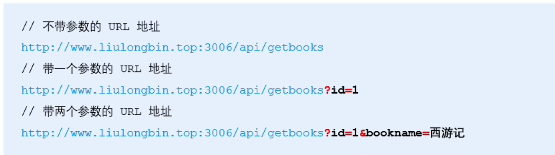 // 不带参数的 URL 地址
http://www.liulongbin.top:3006/api/getbooks
// 带一个参数的 URL 地址
http://www.liulongbin.top:3006/api/getbooks?id=1
// 带两个参数的 URL 地址
http://www.liulongbin.top:3006/api/getbooks?id=1&bookname=西游记